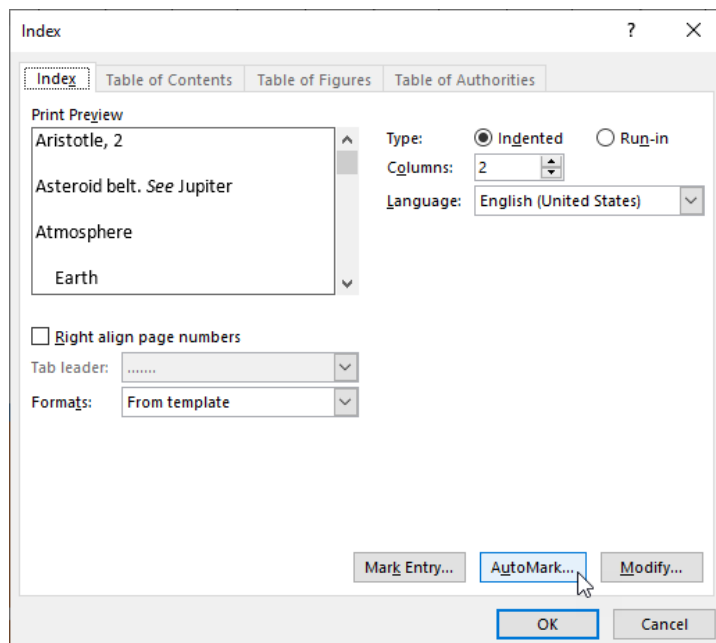 Index ? ×
Index Table of Contents Table of Figures Table of Authorities
Print Preview
Aristotle, 2
Asteroid belt. See Jupiter
Atmosphere
Earth
Type: Indented Run-in
Columns: 2
Language: English (United States)
Right align page numbers
Tab leader: .......
Formats: From template
Mark Entry... AutoMark... Modify...
OK Cancel